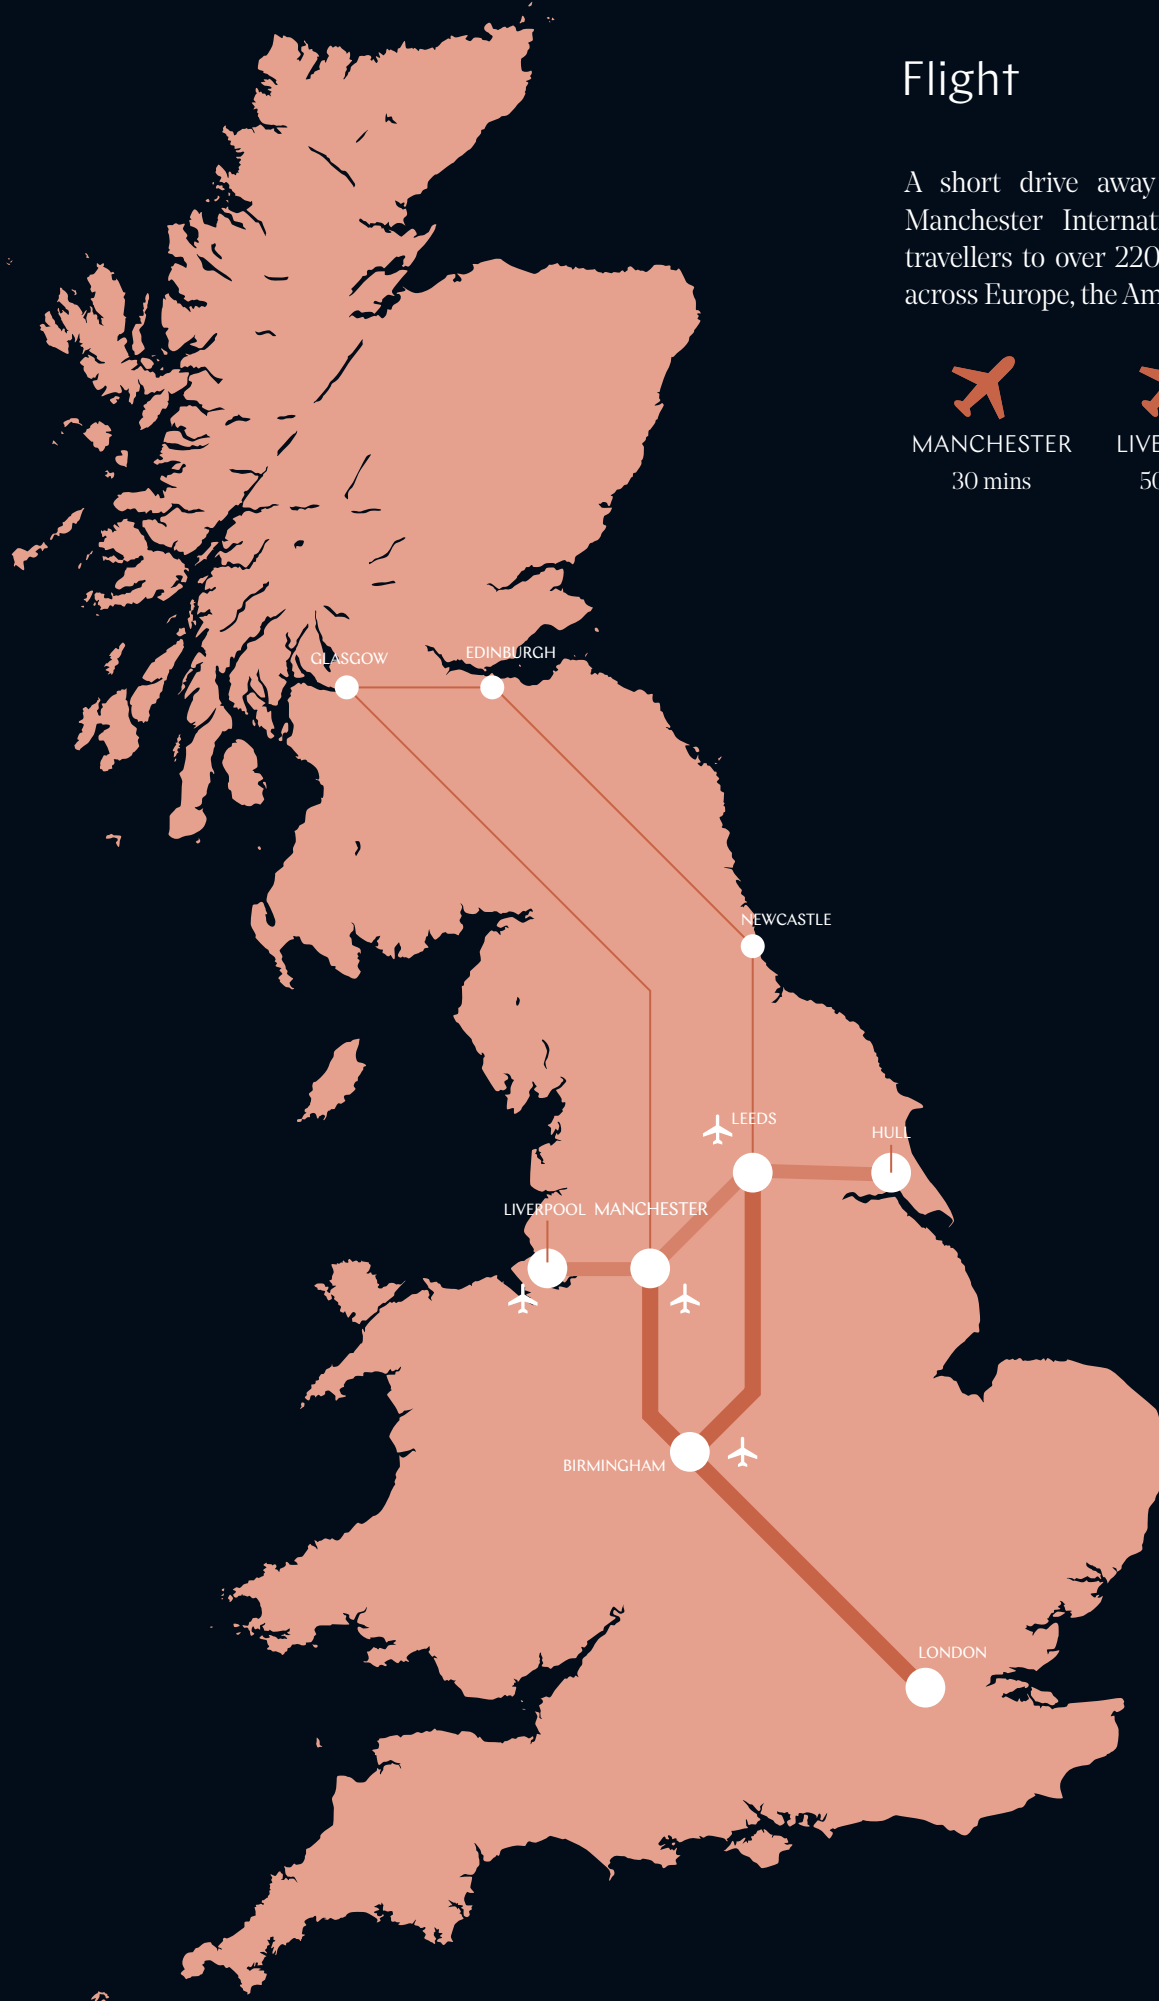 Flight
A short drive away
Manchester Internat
travellers to over 220
across Europe, the Am
MANCHESTER
30 mins
LIVE
50
GLASGOW
EDINBURGH
NEWCASTLE
LEEDS
HULL
LIVERPOOL
MANCHESTER
BIRMINGHAM
LONDON